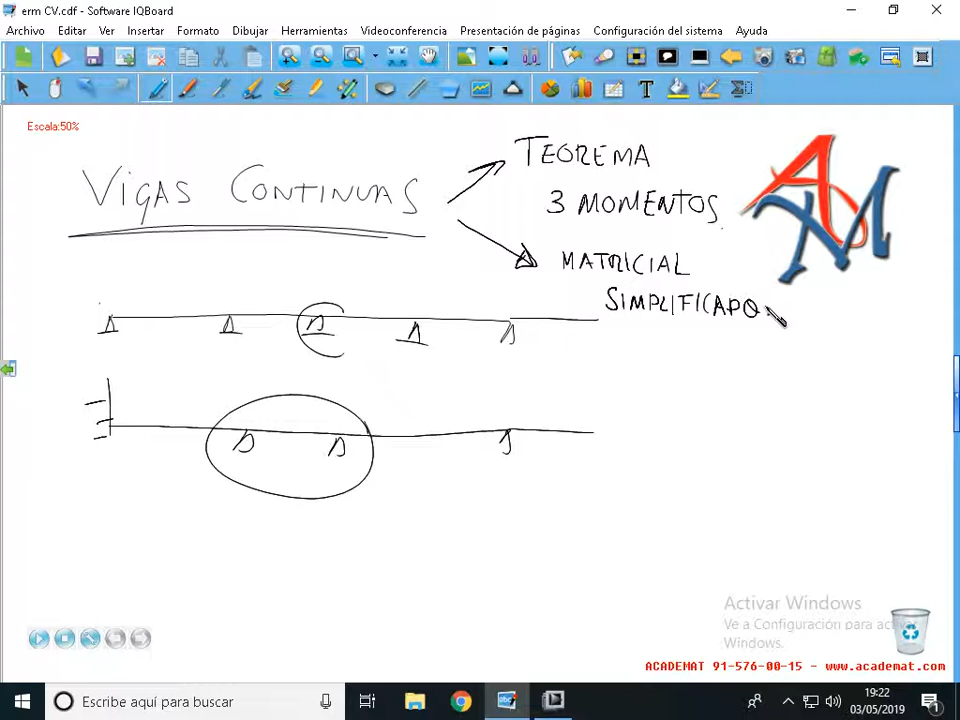 erm CV.cdf - Software IQBoard
Archivo Editar Ver Insertar Formato Dibujar Herramientas Videoconferencia Presentación de páginas Configuración del sistema Ayuda
Escala:50%
VIGAS CONTINUAS
TEOREMA
3 MOMENTOS
MATRICIAL
SIMPLIFICADO
Activar Windows
Ve a Configuración para activar
Windows.
ACADEMAT 91-576-00-15 - www.academat.com
Escribe aquí para buscar
19:22
03/05/2019
1